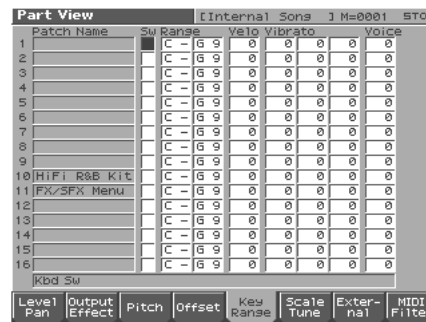 Part View [Internal Song ] M=0001 STO
Patch Name Sw Range Velo Vibrato Voice
1 C - G 9 0 0 0 0 0
2 C - G 9 0 0 0 0 0
3 C - G 9 0 0 0 0 0
4 C - G 9 0 0 0 0 0
5 C - G 9 0 0 0 0 0
6 C - G 9 0 0 0 0 0
7 C - G 9 0 0 0 0 0
8 C - G 9 0 0 0 0 0
9 C - G 9 0 0 0 0 0
10 HiFi R&B Kit C - G 9 0 0 0 0 0
11 FX/SFX Menu C - G 9 0 0 0 0 0
12 C - G 9 0 0 0 0 0
13 C - G 9 0 0 0 0 0
14 C - G 9 0 0 0 0 0
15 C - G 9 0 0 0 0 0
16 C - G 9 0 0 0 0 0
Kbd Sw
Level Output Pitch Offset Key Scale Exter- MIDI
Pan Effect Range Tune nal Filte